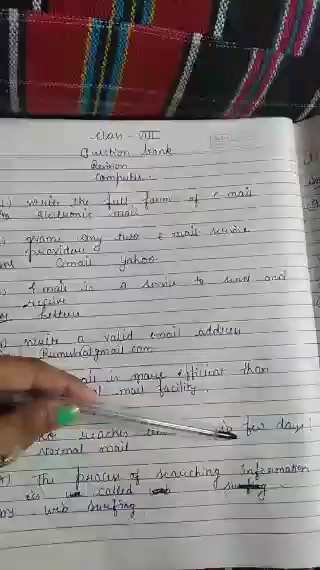 Class - VIII
Question bank
Revision
Computer.
1) write the full form of E mail
Electronic mail
Name any two E mail service
providers
Gmail yahoo
E mail is a service to send and
receive
letters
write a valid email address
Rumusha@gmail.com
is more efficient than
mail facility.
reaches in few days!
Normal mail
The process of searching Information
is called
web surfing